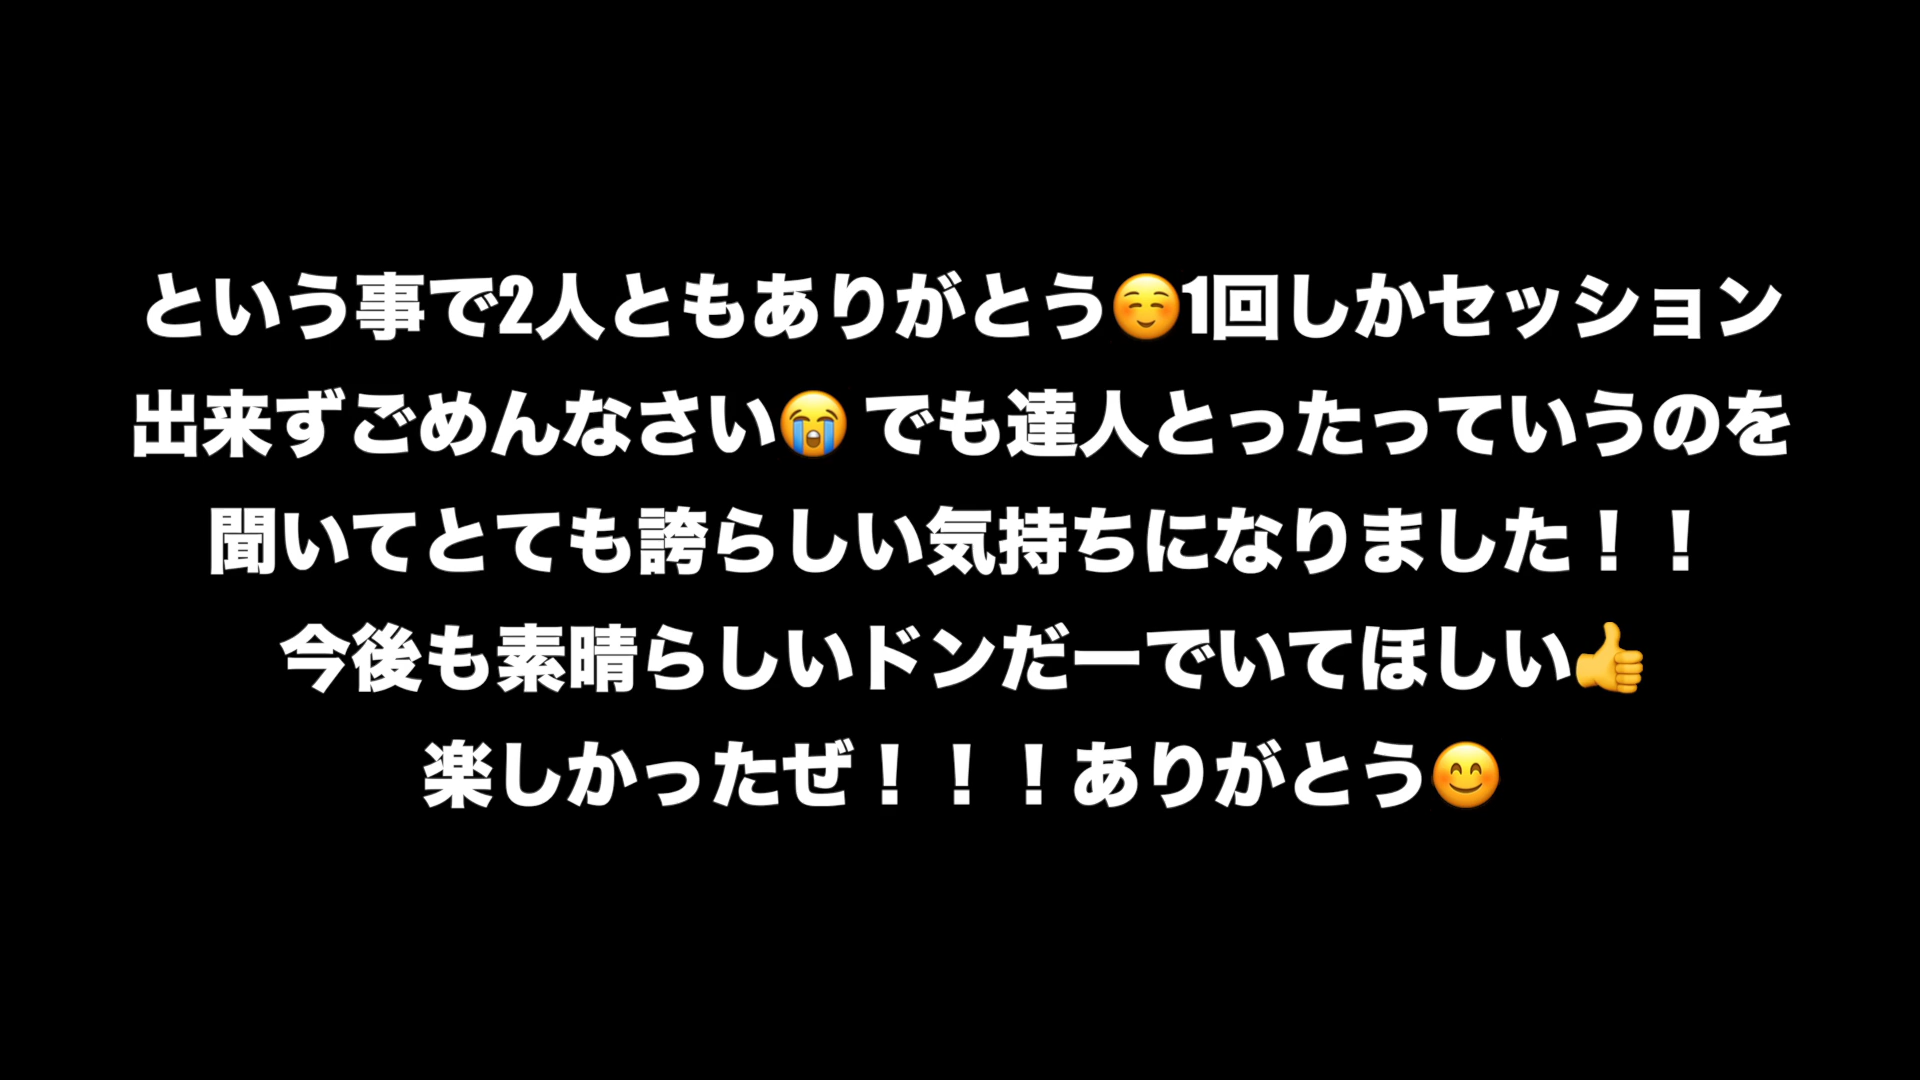 という事で2人ともありがとう☺️1回しかセッション
出来ずごめんなさい😭 でも達人とったっていうのを
聞いてとても誇らしい気持ちになりました！！
今後も素晴らしいドンだーでいてほしい👍
楽しかったぜ！！！ありがとう😊